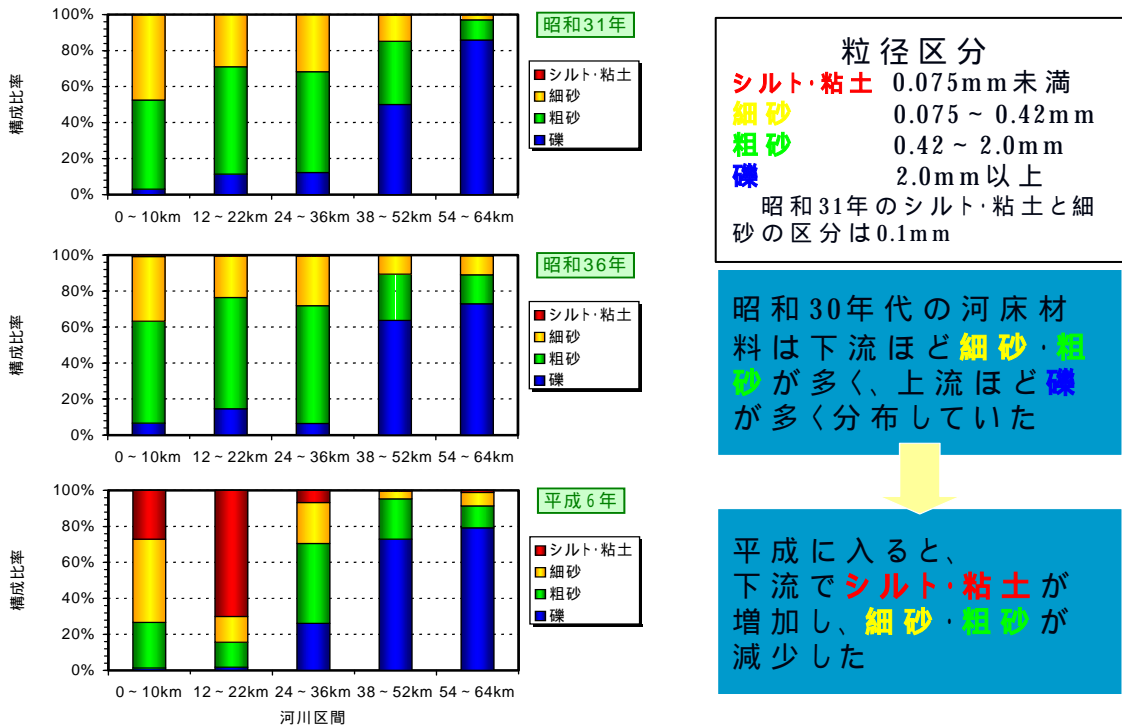 昭和31年
構成比率
100%
80%
60%
40%
20%
0%
0～10km 12～22km 24～36km 38～52km 54～64km
シルト・粘土
細砂
粗砂
礫
昭和36年
構成比率
100%
80%
60%
40%
20%
0%
0～10km 12～22km 24～36km 38～52km 54～64km
シルト・粘土
細砂
粗砂
礫
平成6年
構成比率
100%
80%
60%
40%
20%
0%
0～10km 12～22km 24～36km 38～52km 54～64km
河川区間
シルト・粘土
細砂
粗砂
礫
粒径区分
シルト・粘土 0.075mm未満
細砂 0.075～0.42mm
粗砂 0.42～2.0mm
礫 2.0mm以上
昭和31年のシルト・粘土と細
砂の区分は0.1mm
昭和30年代の河床材
料は下流ほど細砂・粗
砂が多く、上流ほど礫
が多く分布していた
平成に入ると、
下流でシルト・粘土が
増加し、細砂・粗砂が
減少した